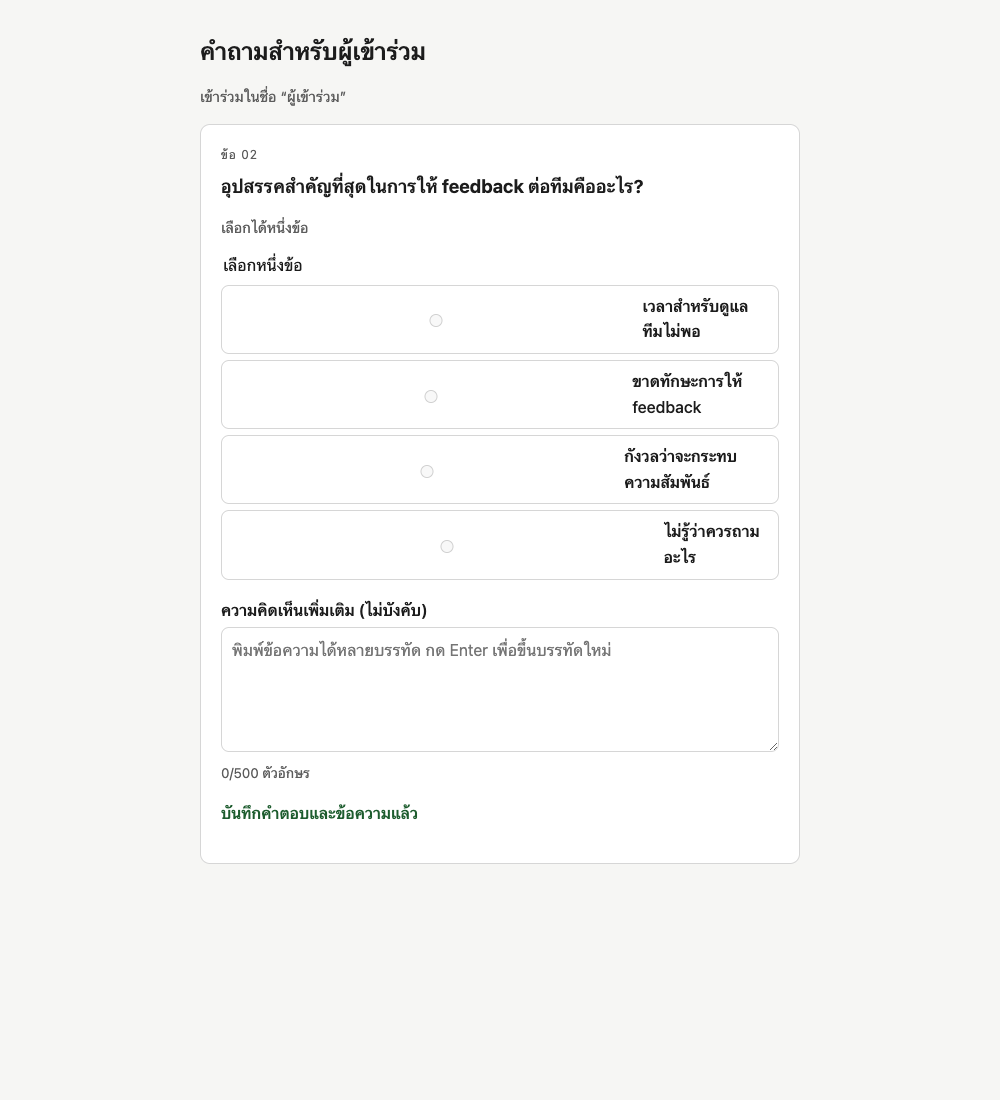 คำถามสำหรับผู้เข้าร่วม
เข้าร่วมในชื่อ “ผู้เข้าร่วม”
ข้อ 02
อุปสรรคสำคัญที่สุดในการให้ feedback ต่อทีมคืออะไร?
เลือกได้หนึ่งข้อ
เลือกหนึ่งข้อ
เวลาสำหรับดูแล
ทีมไม่พอ
ขาดทักษะการให้
feedback
กังวลว่าจะกระทบ
ความสัมพันธ์
ไม่รู้ว่าควรถาม
อะไร
ความคิดเห็นเพิ่มเติม (ไม่บังคับ)
พิมพ์ข้อความได้หลายบรรทัด กด Enter เพื่อขึ้นบรรทัดใหม่
0/500 ตัวอักษร
บันทึกคำตอบและข้อความแล้ว